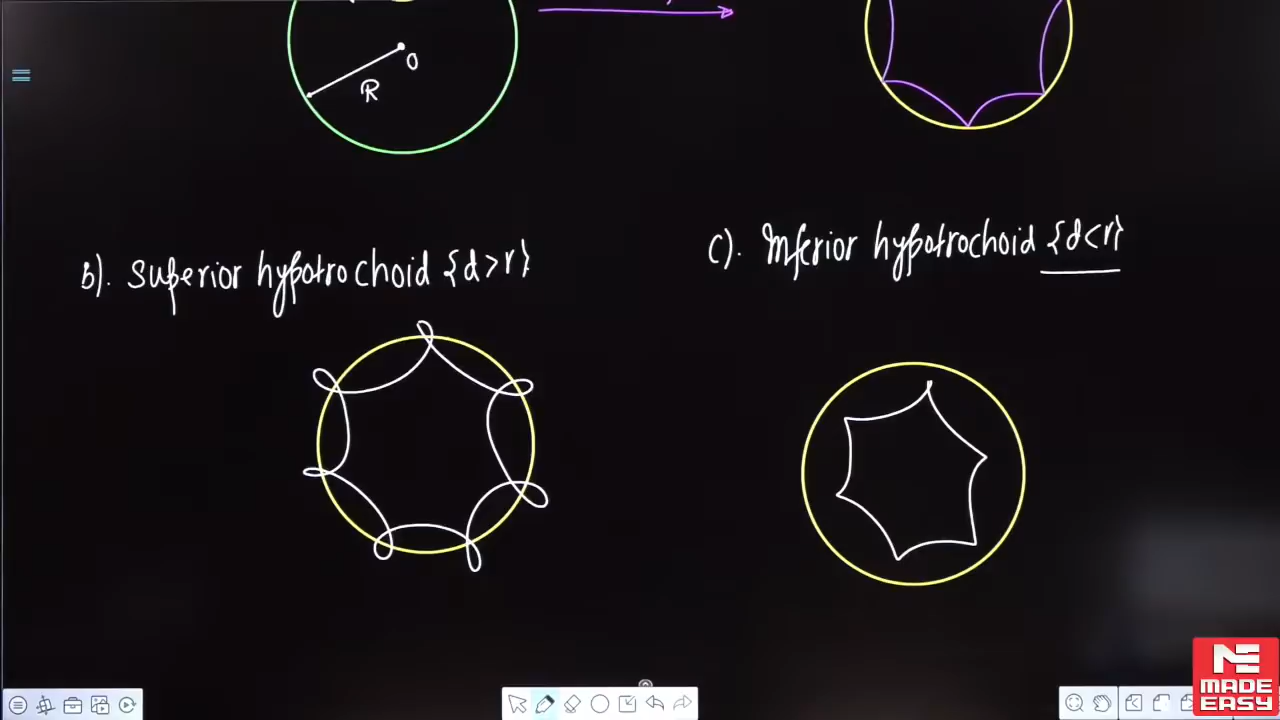 O
R
b). Superior hypotrochoid {d>r}
c). Inferior hypotrochoid {d<r}
MADE
EASY